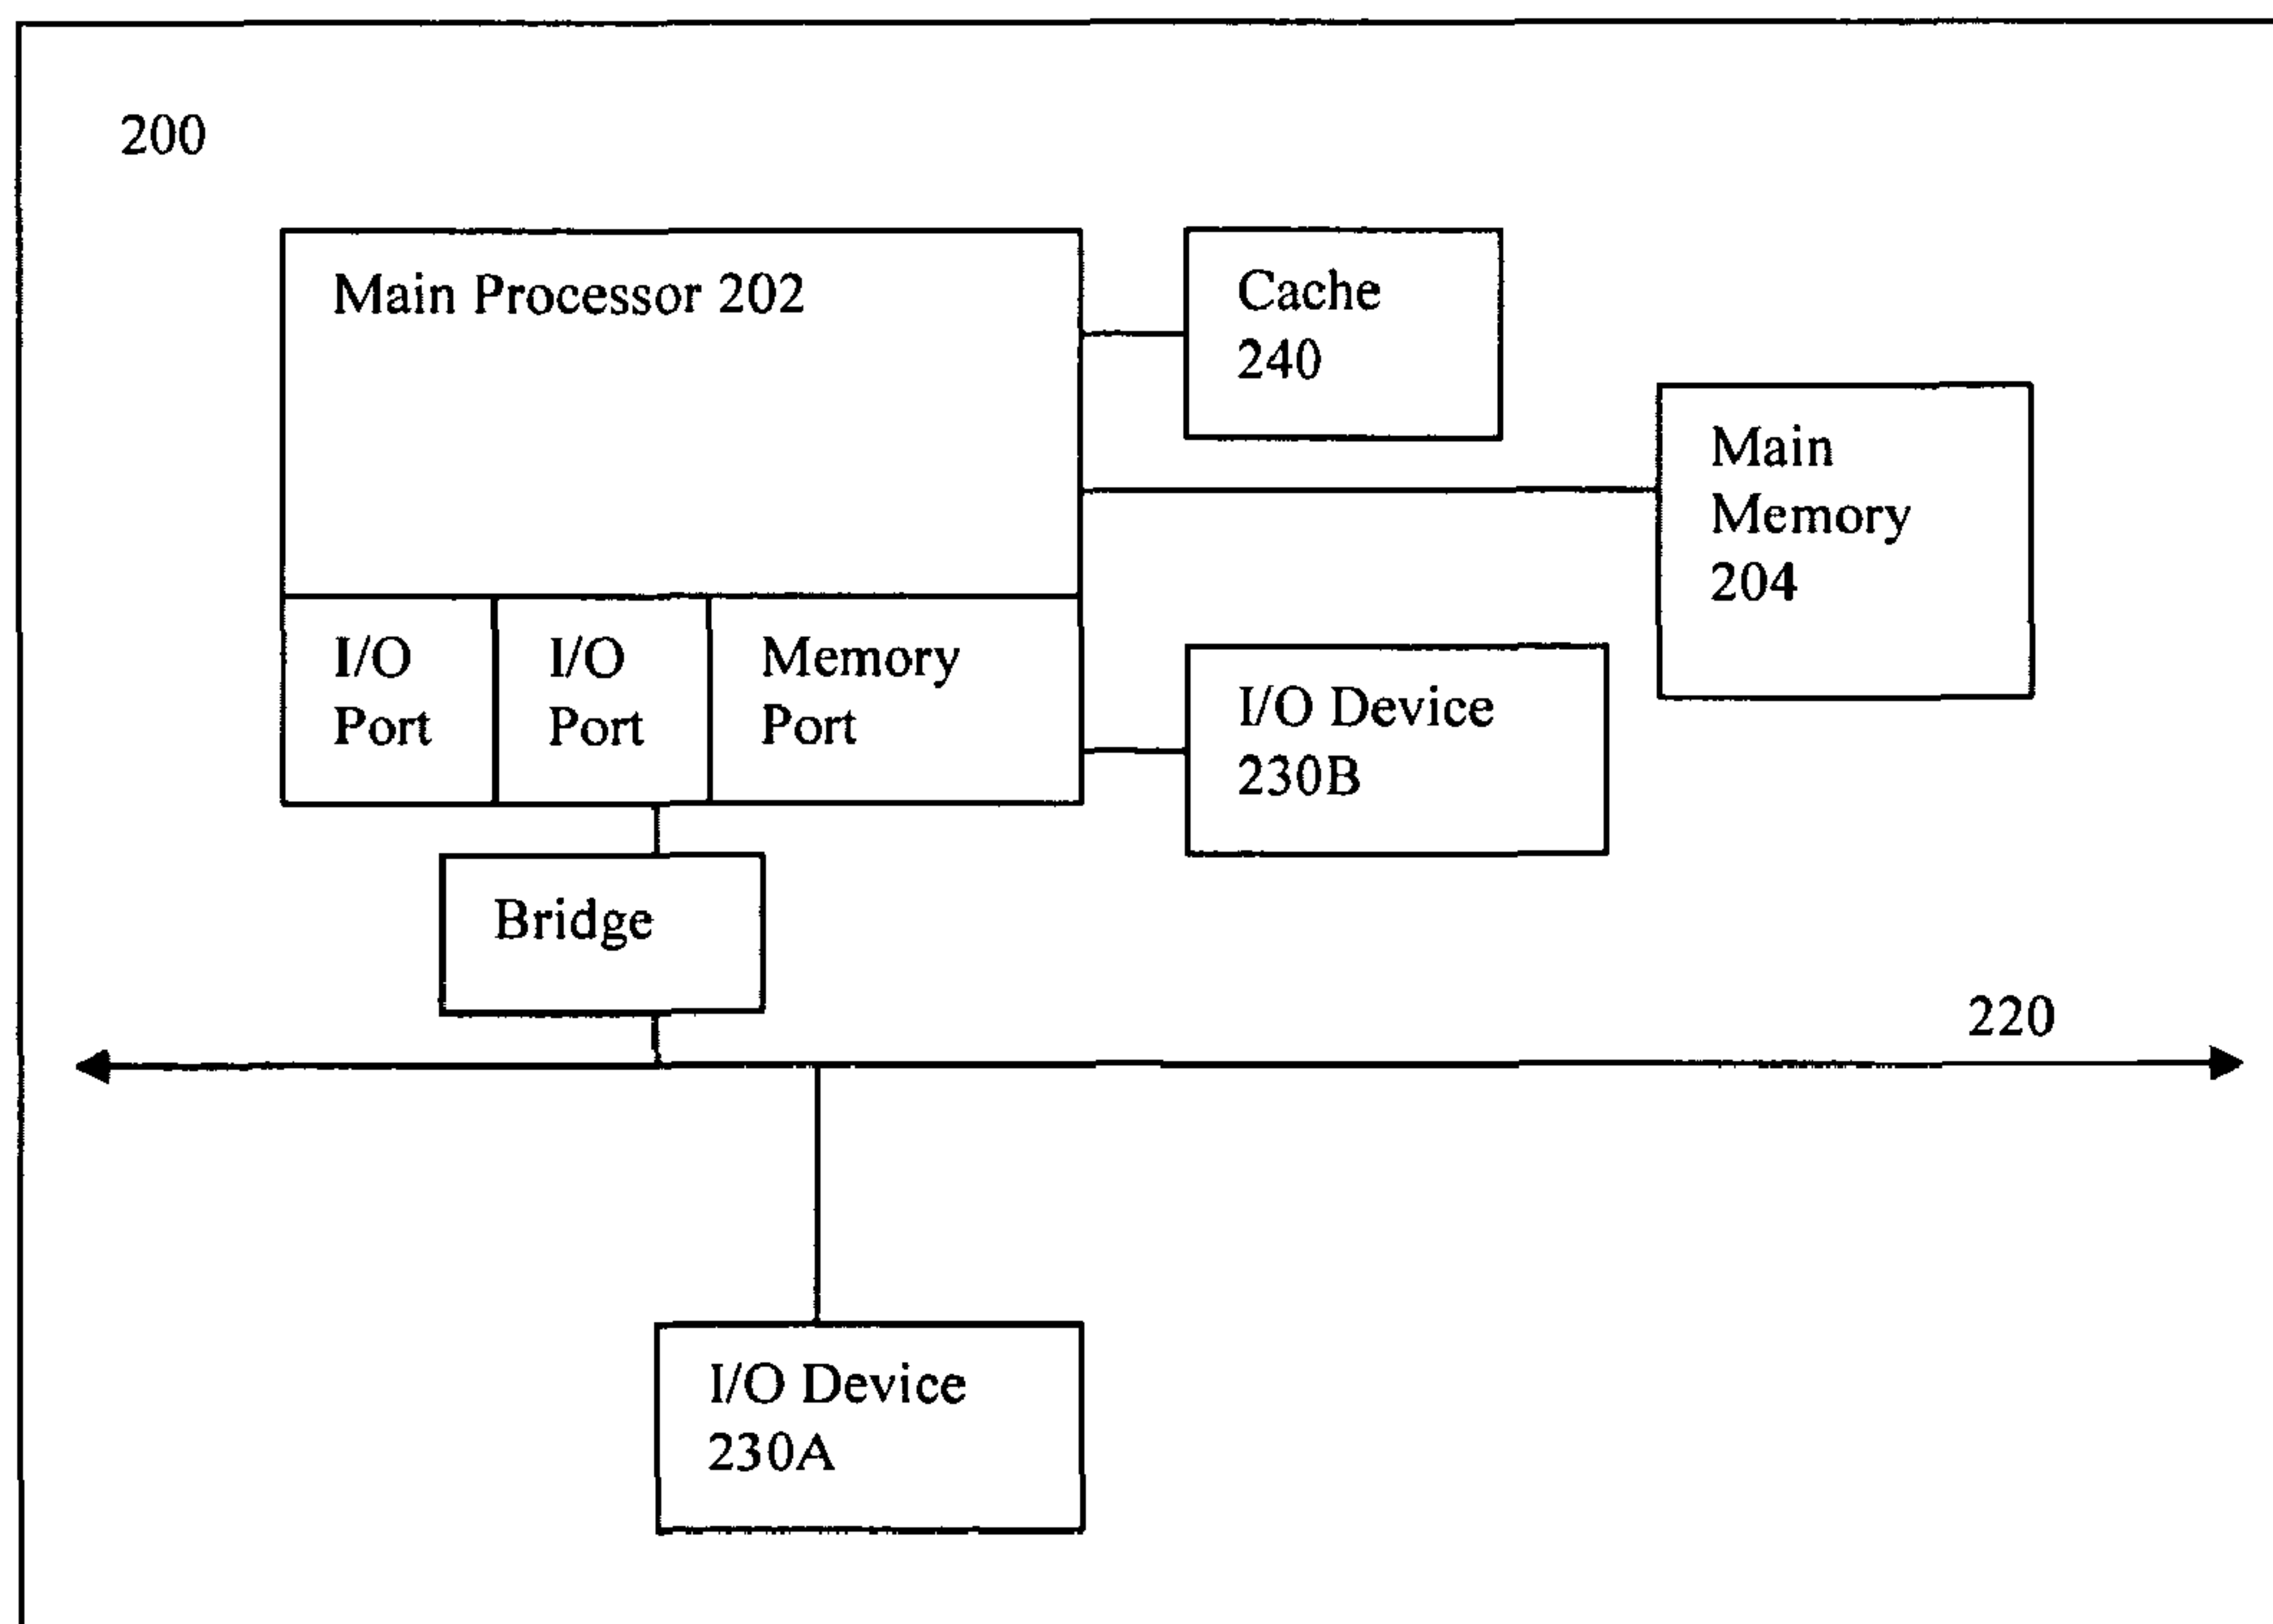 200
Main Processor 202
Cache
240
Main
Memory
204
I/O
Port
I/O
Port
Memory
Port
I/O Device
230B
Bridge
220
I/O Device
230A